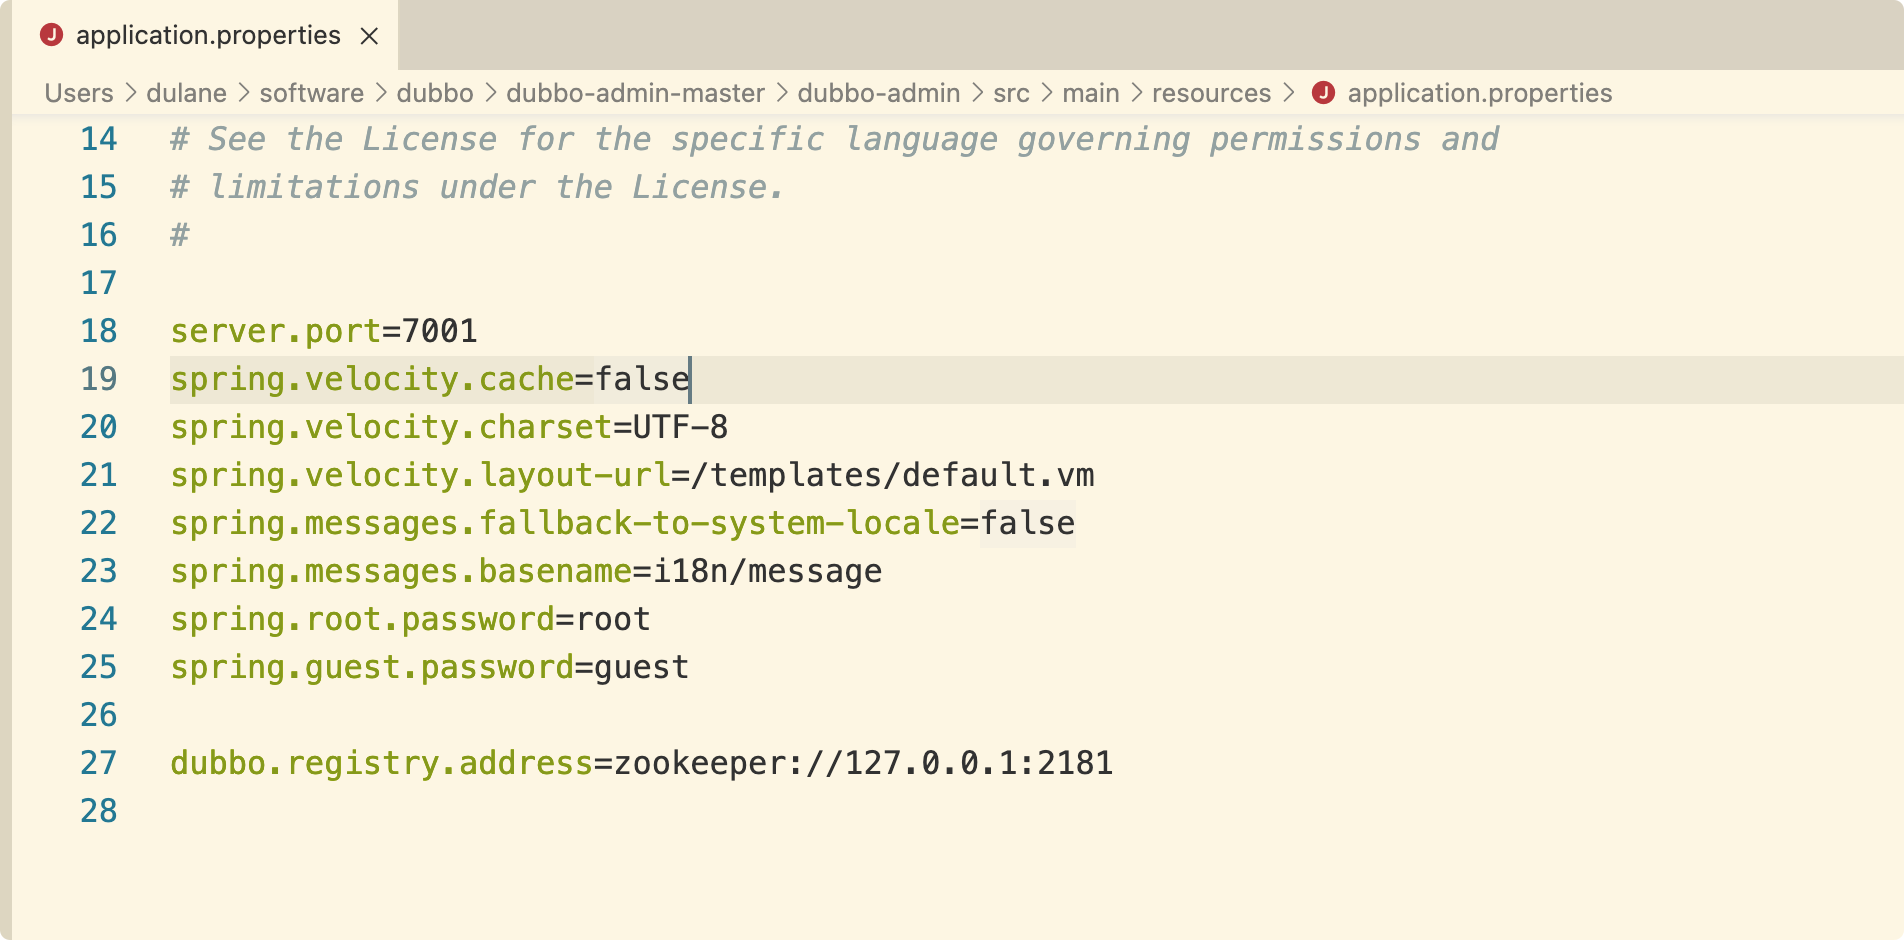 application.properties
Users > dulane > software > dubbo > dubbo-admin-master > dubbo-admin > src > main > resources > application.properties
14 # See the License for the specific language governing permissions and
15 # limitations under the License.
16 #
17
18 server.port=7001
19 spring.velocity.cache=false
20 spring.velocity.charset=UTF-8
21 spring.velocity.layout-url=/templates/default.vm
22 spring.messages.fallback-to-system-locale=false
23 spring.messages.basename=i18n/message
24 spring.root.password=root
25 spring.guest.password=guest
26
27 dubbo.registry.address=zookeeper://127.0.0.1:2181
28